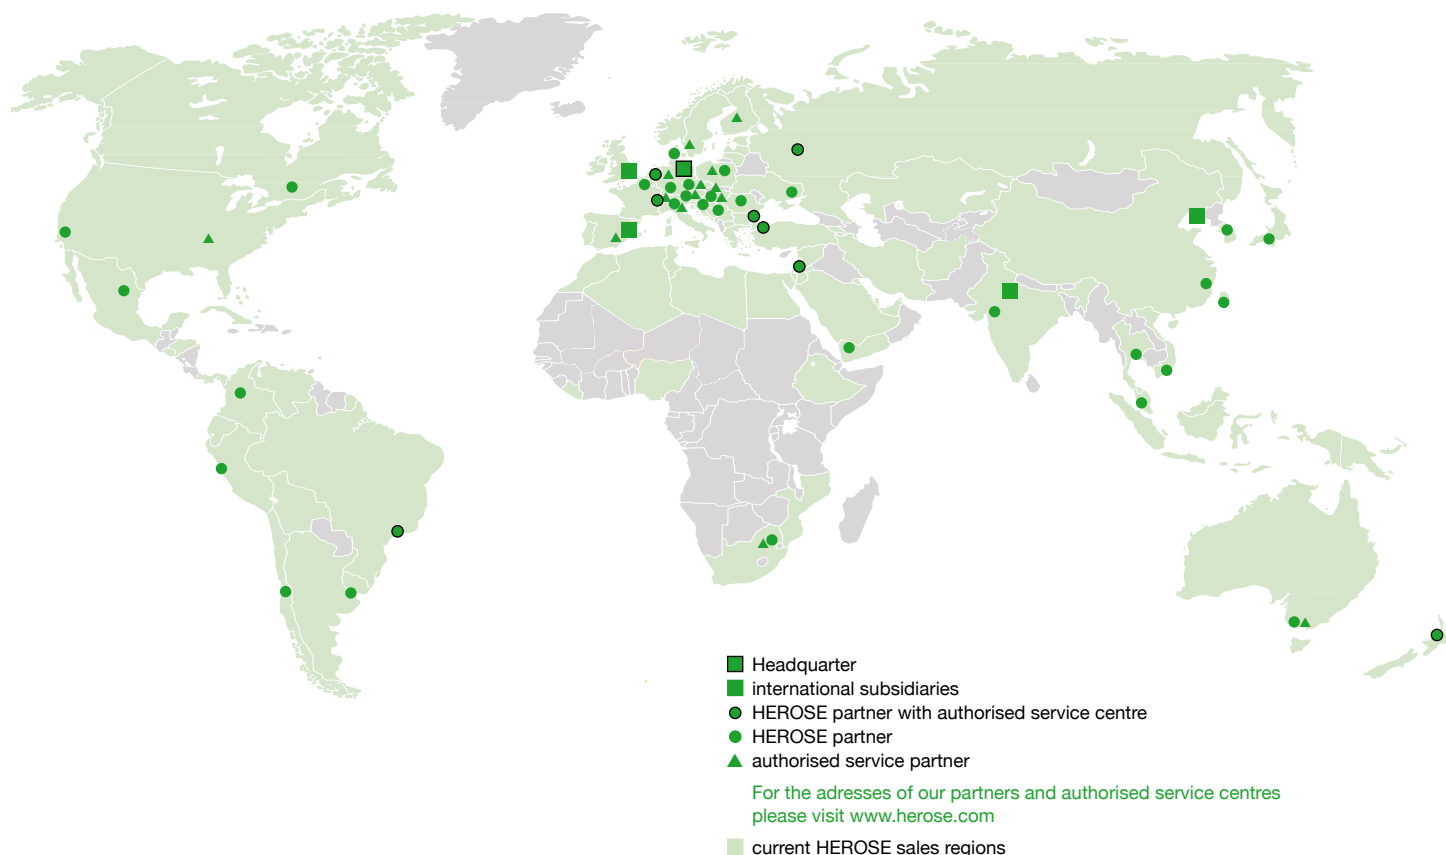 Headquarter
international subsidiaries
HEROSE partner with authorised service centre
HEROSE partner
authorised service partner
For the adresses of our partners and authorised service centres
please visit www.herose.com
current HEROSE sales regions